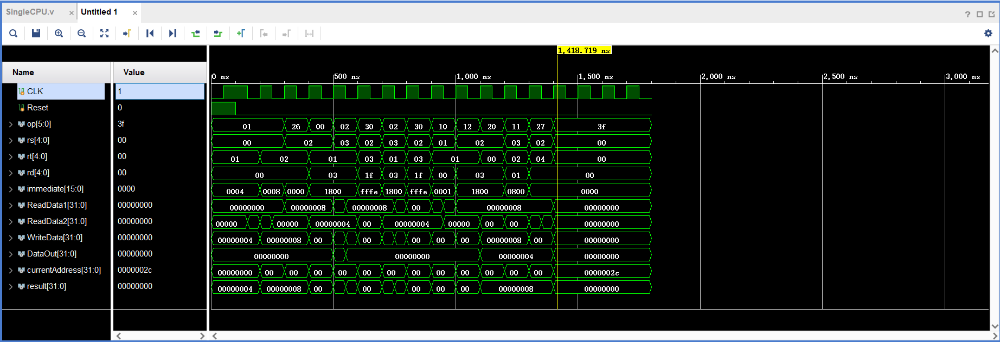 SingleCPU.v × Untitled 1 ×
?
1,418.719 ns
Name Value
0 ns 500 ns 1,000 ns 1,500 ns 2,000 ns 2,500 ns 3,000 ns
CLK 1
Reset 0
op[5:0] 3f 01 26 00 02 30 02 30 10 12 20 11 27 3f
rs[4:0] 00 00 02 03 02 03 02 01 02 03 02 00
rt[4:0] 00 01 02 01 03 01 03 01 00 02 04 00
rd[4:0] 00 00 03 1f 03 1f 00 03 01 00
immediate[15:0] 0000 0004 0008 0000 1800 fffe 1800 fffe 0001 1800 0800 0000
ReadData1[31:0] 00000000 00000000 00000008 00000008 00 00000008 00000000
ReadData2[31:0] 00000000 00000 00000 00000004 00 00000004 00000 00 00 00000000
WriteData[31:0] 00000000 00000004 00000008 00 00 00 00 00 00000008 00 00000000
DataOut[31:0] 00000000 00000000 00000000 00000004 00000000
currentAddress[31:0] 0000002c 00000000 00 00 00 00 00 00 00 00 00 00 00 00 0000002c
result[31:0] 00000000 00000004 00000008 00 00 00 00 00 00000008 00000000